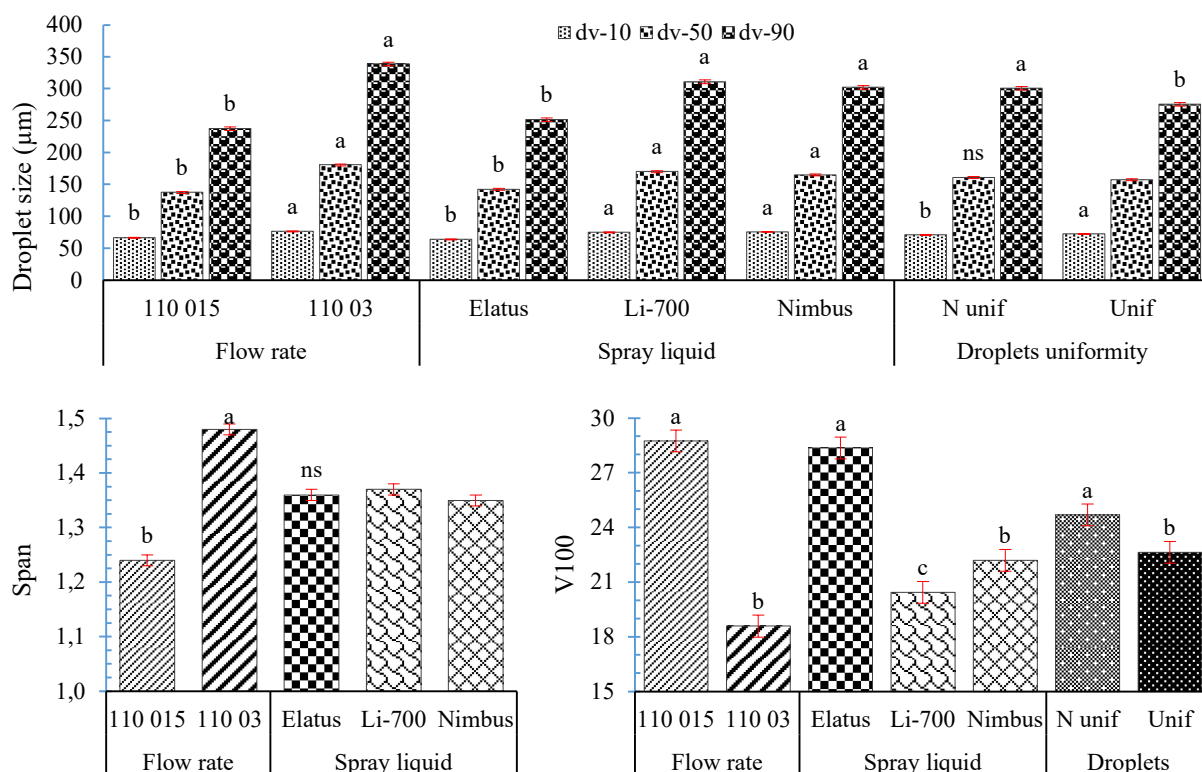 400
350
300
250
200
150
100
50
0
Droplet size (µm)
dv-10 dv-50 dv-90
b b b a a a b b b a a a a a a b ns a a b
110 015 110 03 Elatus Li-700 Nimbus N unif Unif
Flow rate Spray liquid Droplets uniformity
1,5
1,4
1,3
1,2
1,1
1,0
Span
b a ns
110 015 110 03 Elatus Li-700 Nimbus
Flow rate Spray liquid
30
27
24
21
18
15
V100
a b a c b a b
110 015 110 03 Elatus Li-700 Nimbus N unif Unif
Flow rate Spray liquid Droplets